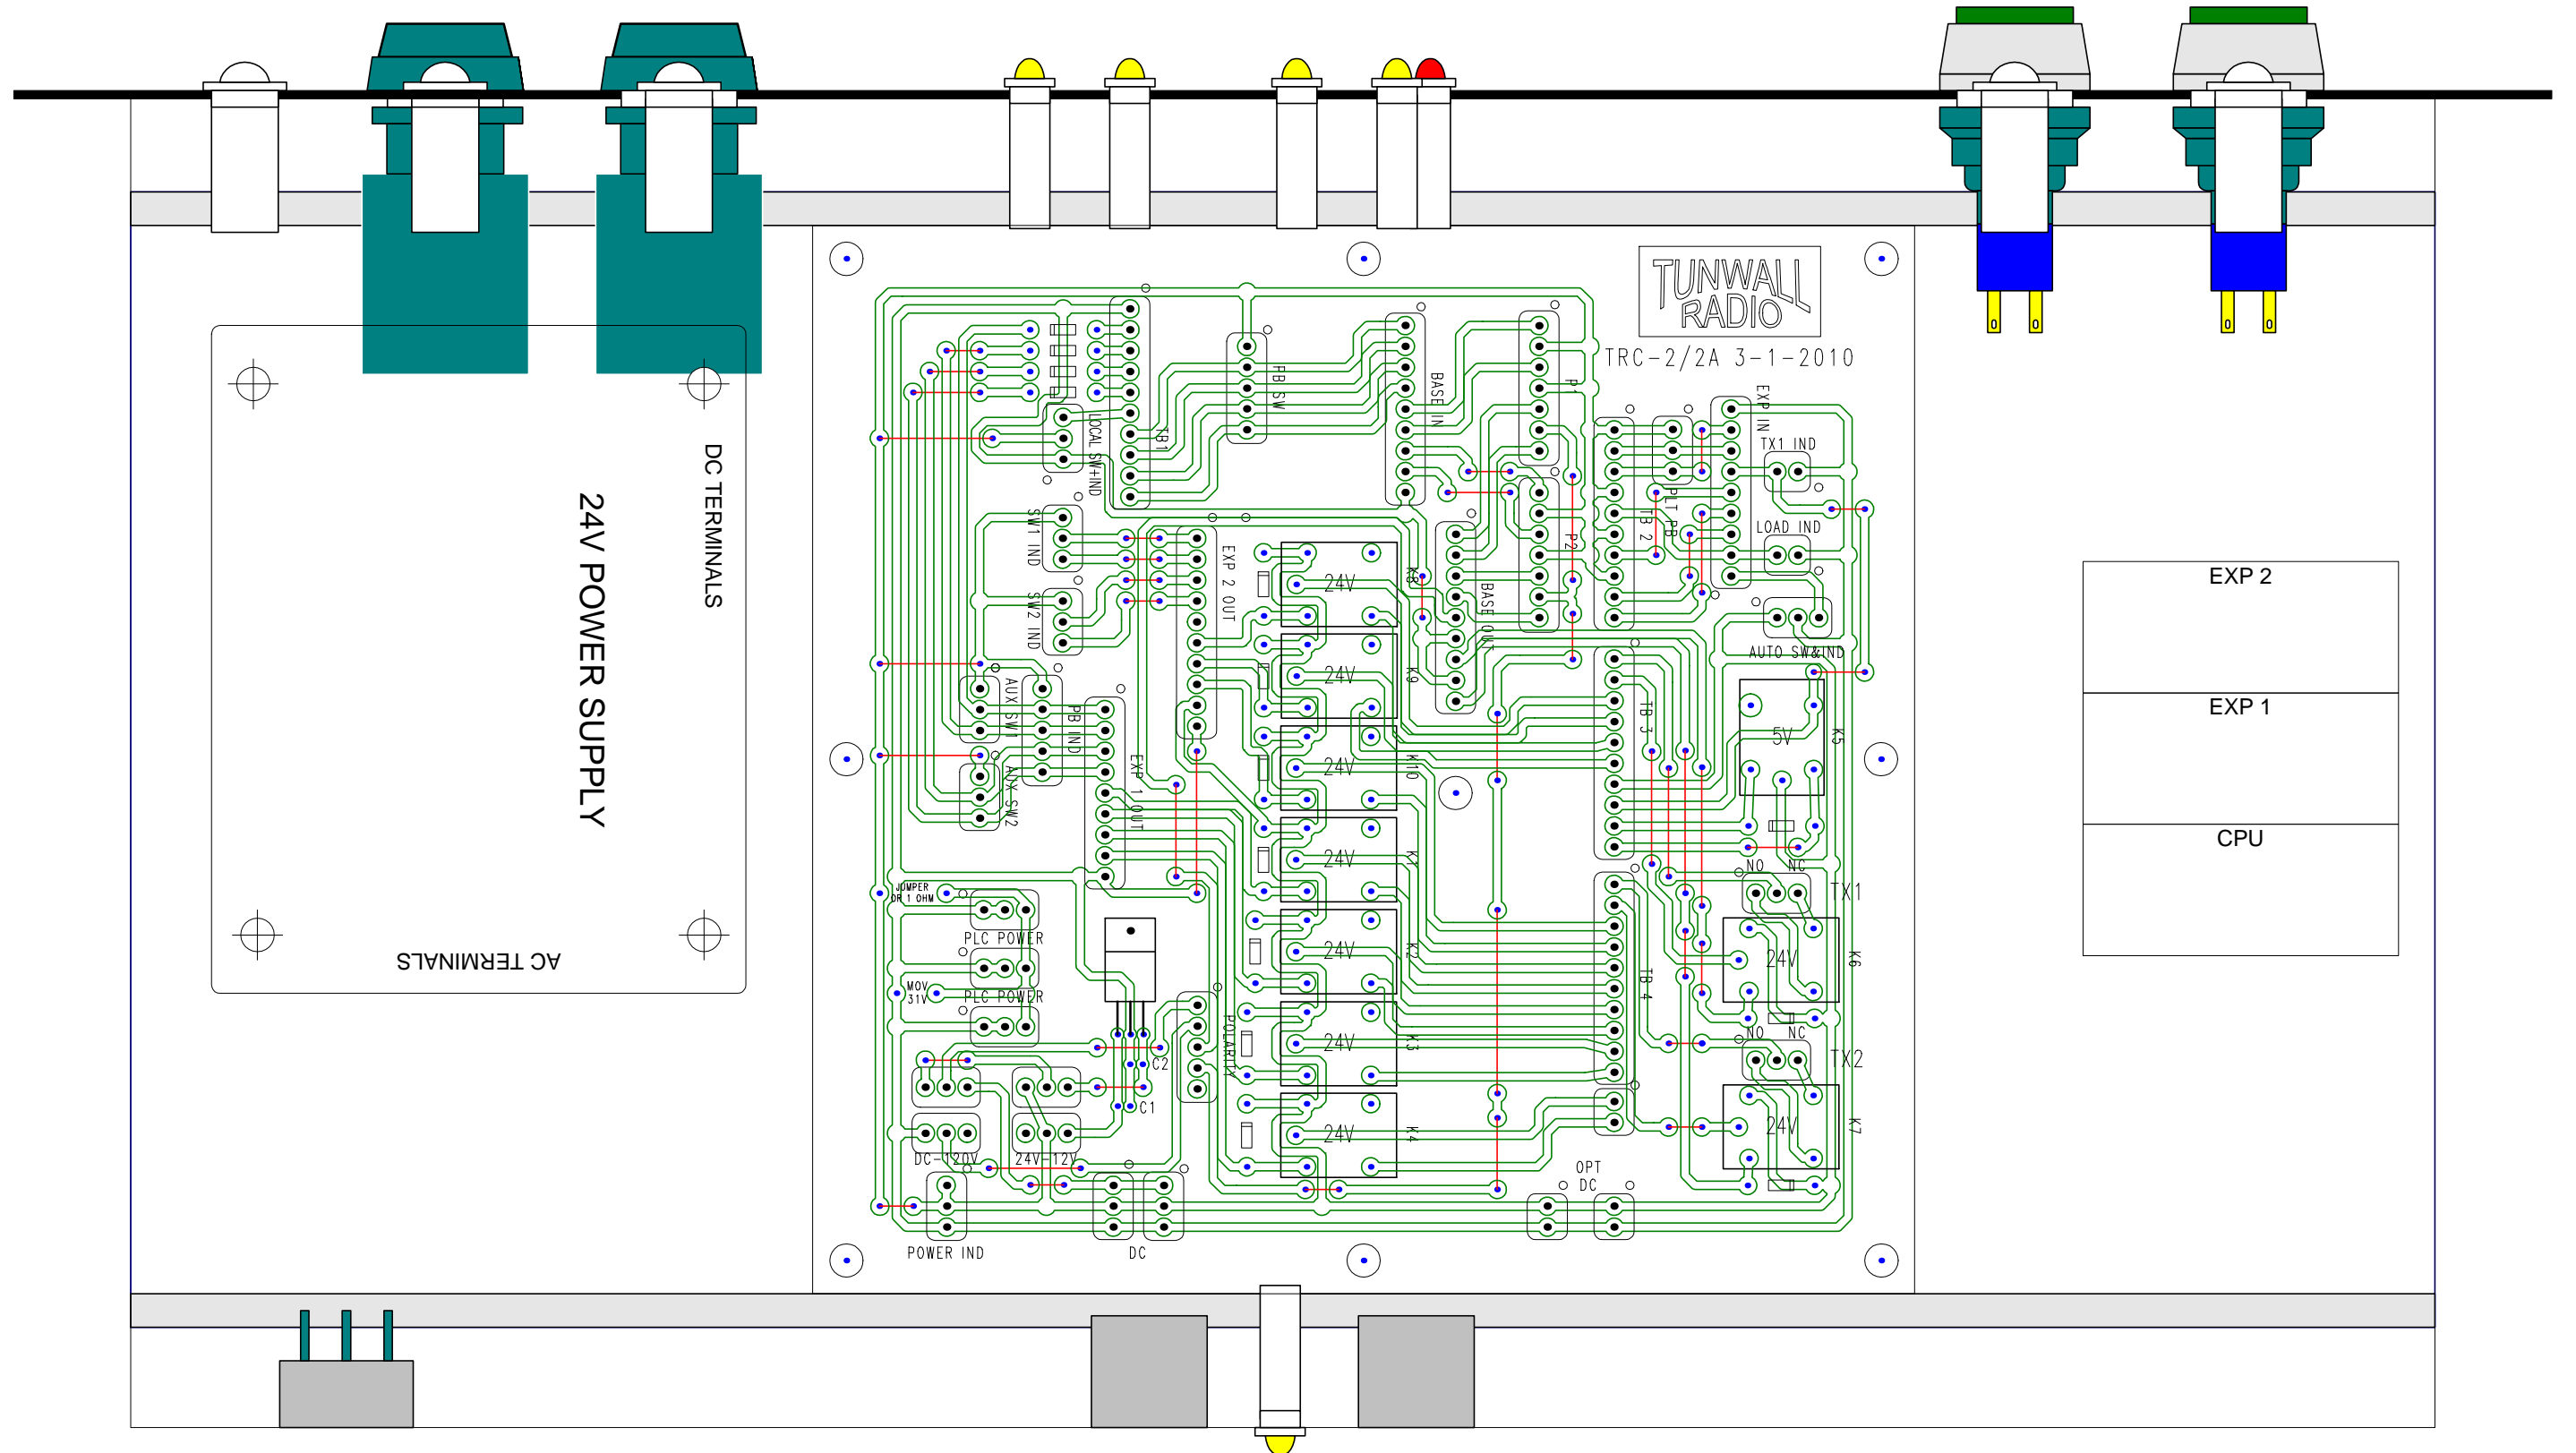 TUNWALL
RADIO
TRC-2/2A 3-1-2010
DC TERMINALS
24V POWER SUPPLY
AC TERMINALS
LOCAL SW+IND
TB1
PB SW
BASE IN
P1
EXP IN
TX1 IND
PLT PB
TB 2
LOAD IND
P2
SW1 IND
SW2 IND
EXP 2 OUT
24V
K8
BASE OUT
AUTO SW&IND
AUX SW1
PB IND
24V
K9
TB 3
5V
K5
AUX SW2
EXP 1 OUT
24V
K10
24V
K1
NO NC
TX1
JUMPER
OR 1 OHM
PLC POWER
24V
K2
24V
K6
TB 4
MOV
31V
PLC POWER
POLARITY
24V
K3
NO NC
TX2
C2
C1
24V
K4
24V
K7
DC-120V
24V-12V
OPT
DC
POWER IND
DC
EXP 2
EXP 1
CPU